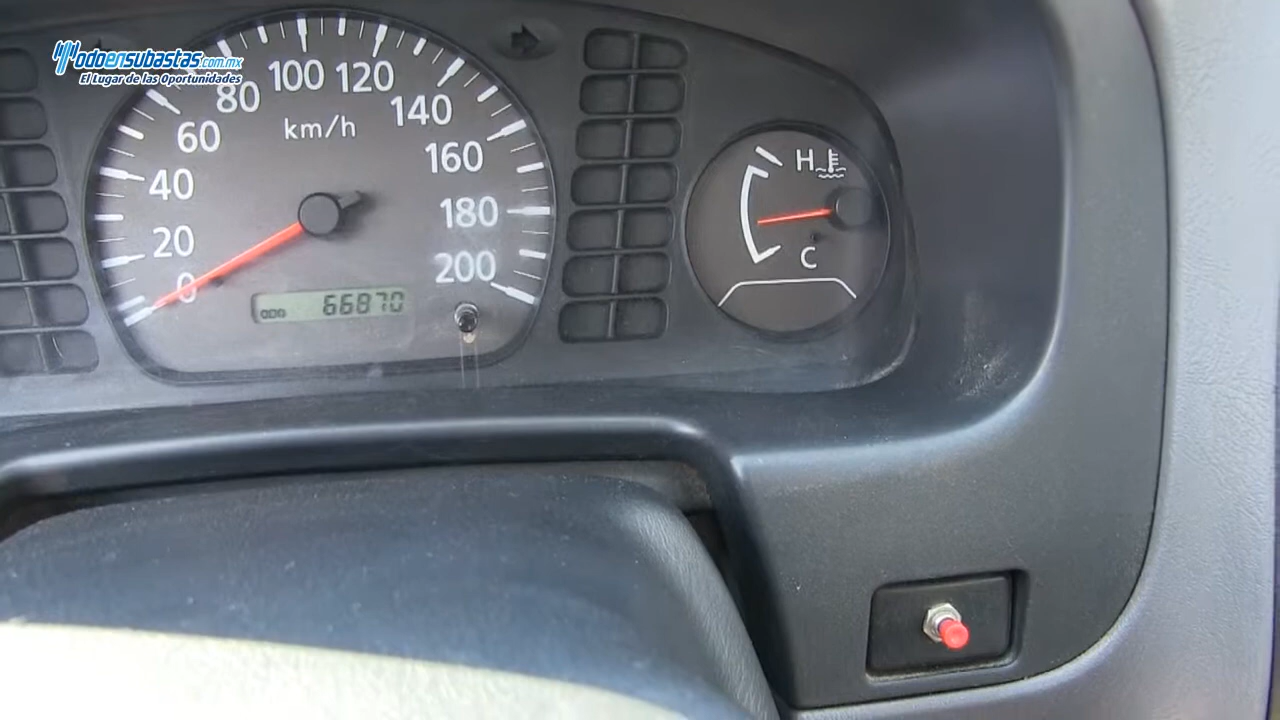 Todoensubastas.com.mx
El Lugar de las Oportunidades
0
20
40
60
80
100
120
140
160
180
200
km/h
ODO 66870
H
C